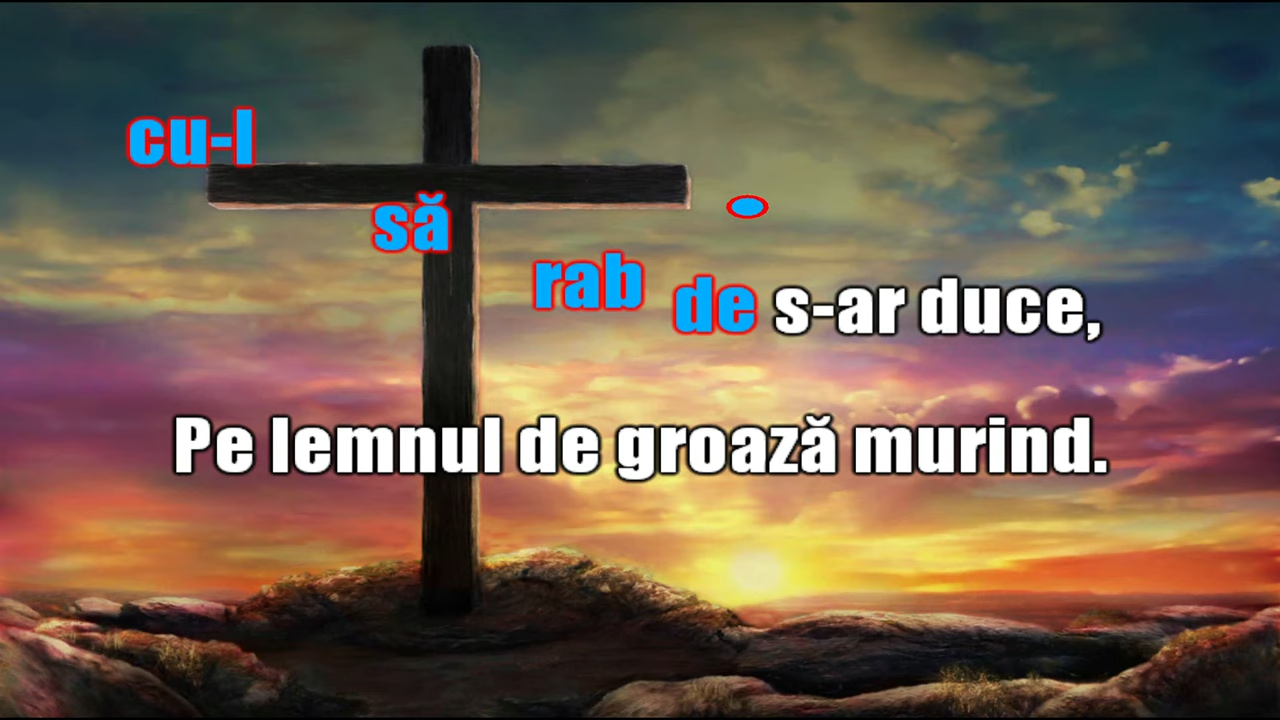 cu-l să rab de s-ar duce,
Pe lemnul de groază murind.